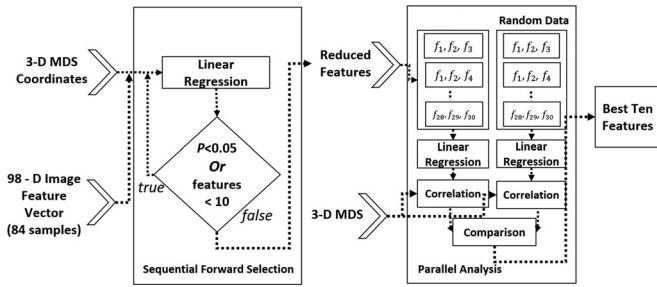 3-D MDS
Coordinates
98 - D Image
Feature
Vector
(84 samples)
Linear
Regression
P<0.05
Or
features
< 10
true
false
Sequential Forward Selection
Reduced
Features
3-D MDS
Random Data
f1, f2, f3
f1, f2, f3
f1, f2, f4
f1, f2, f4
...
...
f28, f29, f30
f28, f29, f30
Linear
Regression
Linear
Regression
Correlation
Correlation
Comparison
Parallel Analysis
Best Ten
Features